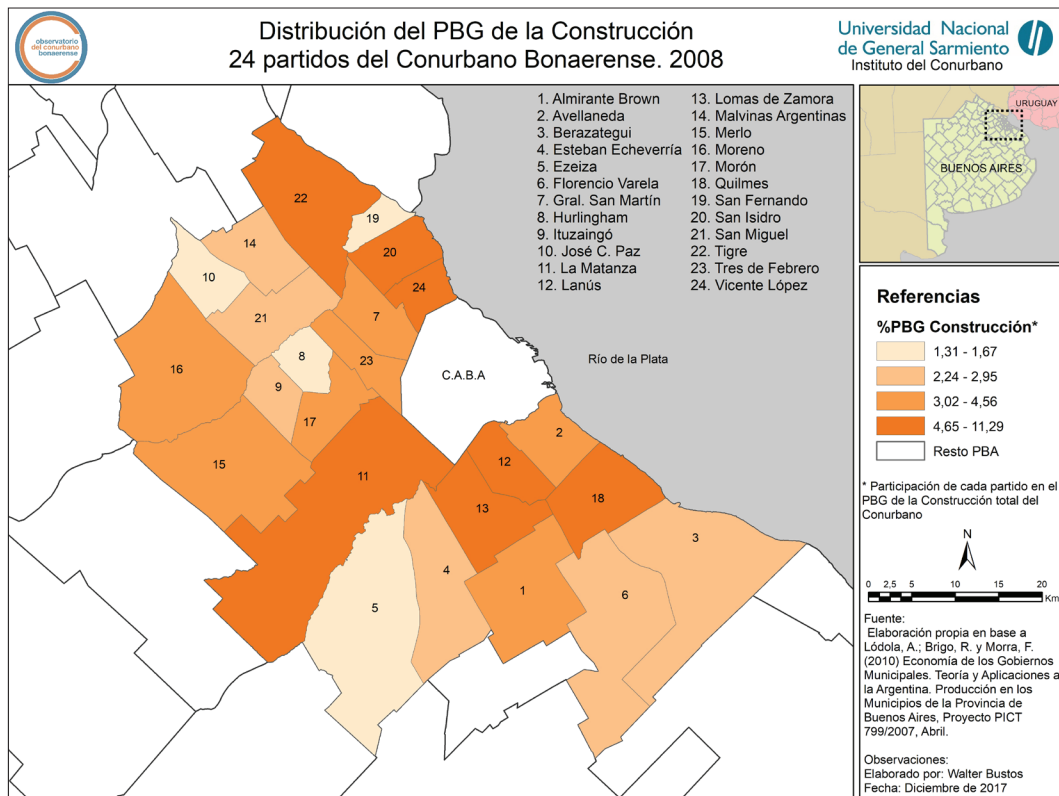 observatorio
del conurbano
bonaerense
Distribución del PBG de la Construcción
24 partidos del Conurbano Bonaerense. 2008
Universidad Nacional
de General Sarmiento
Instituto del Conurbano
1. Almirante Brown
2. Avellaneda
3. Berazategui
4. Esteban Echeverría
5. Ezeiza
6. Florencio Varela
7. Gral. San Martín
8. Hurlingham
9. Ituzaingó
10. José C. Paz
11. La Matanza
12. Lanús
13. Lomas de Zamora
14. Malvinas Argentinas
15. Merlo
16. Moreno
17. Morón
18. Quilmes
19. San Fernando
20. San Isidro
21. San Miguel
22. Tigre
23. Tres de Febrero
24. Vicente López
22
19
14
20
10
24
21
7
8
23
16
9
C.A.B.A
Río de la Plata
17
2
15
11
12
18
13
3
4
1
6
5
URUGUAY
BUENOS AIRES
Referencias
%PBG Construcción*
1,31 - 1,67
2,24 - 2,95
3,02 - 4,56
4,65 - 11,29
Resto PBA
* Participación de cada partido en el
PBG de la Construcción total del
Conurbano
N
0 2,5 5 10 15 20
Km
Fuente:
Elaboración propia en base a
Lódola, A.; Brigo, R. y Morra, F.
(2010) Economía de los Gobiernos
Municipales. Teoría y Aplicaciones a
la Argentina. Producción en los
Municipios de la Provincia de
Buenos Aires, Proyecto PICT
799/2007, Abril.
Observaciones:
Elaborado por: Walter Bustos
Fecha: Diciembre de 2017